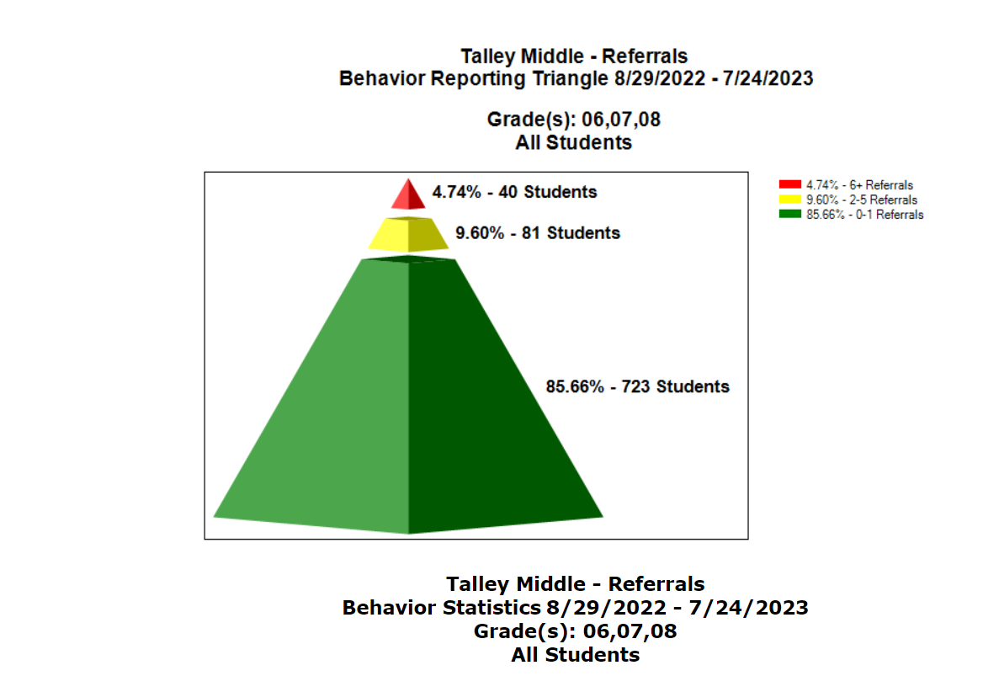 Talley Middle - Referrals
Behavior Reporting Triangle 8/29/2022 - 7/24/2023
Grade(s): 06,07,08
All Students
4.74% - 40 Students
9.60% - 81 Students
85.66% - 723 Students
4.74% - 6+ Referrals
9.60% - 2-5 Referrals
85.66% - 0-1 Referrals
Talley Middle - Referrals
Behavior Statistics 8/29/2022 - 7/24/2023
Grade(s): 06,07,08
All Students